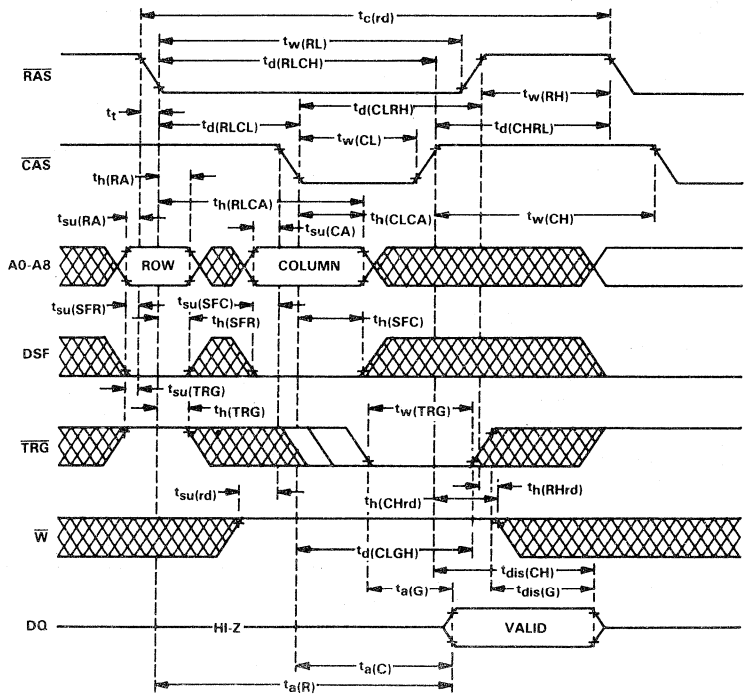 tc(rd)
tw(RL)
RAS
td(RLCH)
td(CLRH)
tw(RH)
tt
td(RLCL)
td(CHRL)
tw(CL)
CAS
th(RA)
th(RLCA)
tsu(RA)
tsu(CA)
th(CLCA)
tw(CH)
A0-A8
ROW
COLUMN
tsu(SFR)
tsu(SFC)
th(SFR)
th(SFC)
DSF
tsu(TRG)
th(TRG)
tw(TRG)
TRG
tsu(rd)
th(CHrd)
th(RHrd)
W
td(CLGH)
tdis(CH)
ta(G)
tdis(G)
DQ
HI-Z
VALID
ta(C)
ta(R)